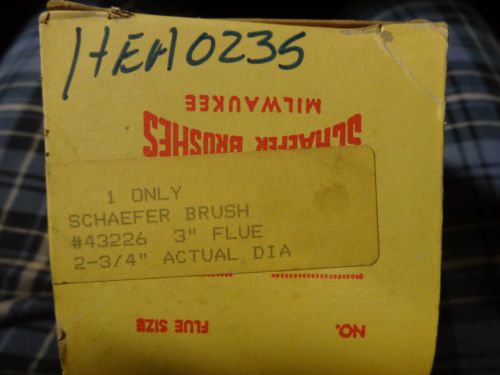 HEA0235
MILWAUKEE
SCHAEFER BRUSHES
1 ONLY
SCHAEFER BRUSH
#43226 3" FLUE
2-3/4" ACTUAL DIA
FLUE SIZE NO.